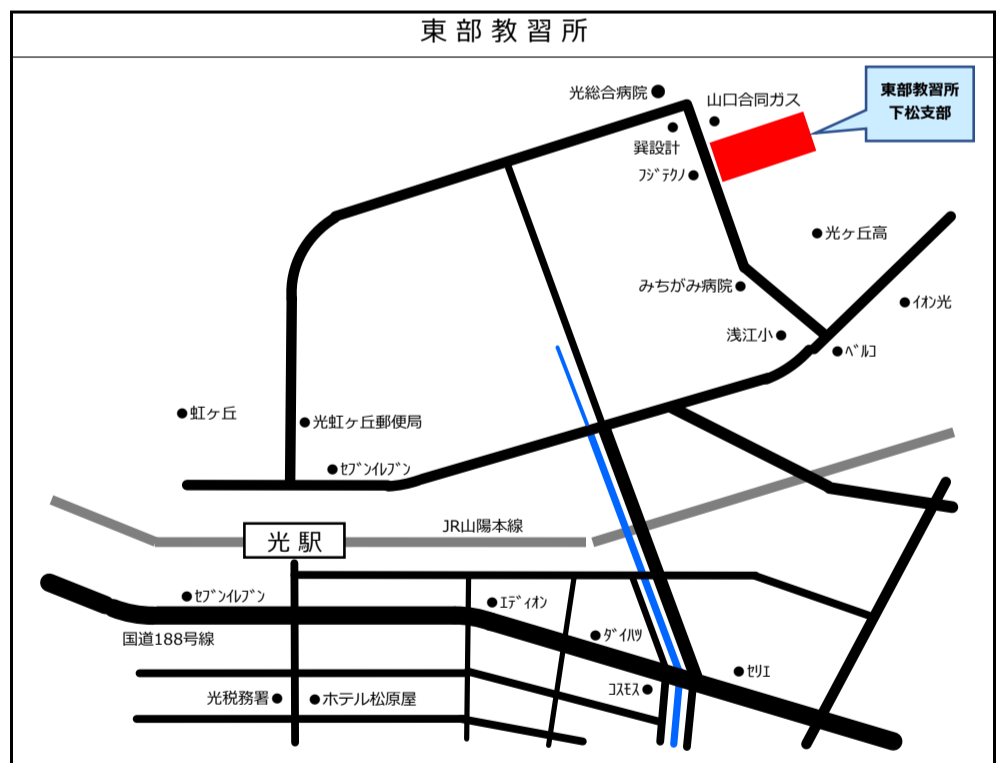 東部教習所
光総合病院
山口合同ガス
東部教習所
下松支部
巽設計
ﾌｼﾞﾃｸﾉ
光ヶ丘高
みちがみ病院
ｲｵﾝ光
浅江小
ﾍﾞﾙｺ
虹ヶ丘
光虹ヶ丘郵便局
ｾﾌﾞﾝｲﾚﾌﾞﾝ
JR山陽本線
光駅
ｾﾌﾞﾝｲﾚﾌﾞﾝ
ｴﾃﾞｨｵﾝ
国道188号線
ﾀﾞｲﾊﾂ
ｾﾘｴ
ｺｽﾓｽ
光税務署
ホテル松原屋